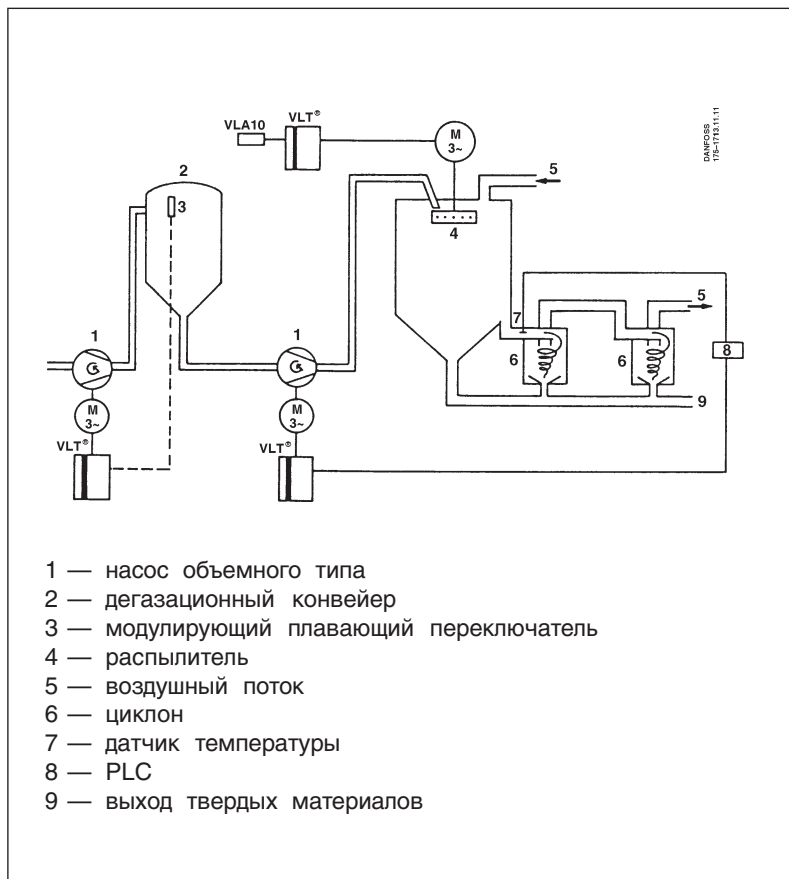 VLA10
VLT®
M
3~
DANFOSS
175-1713.11.11
5
2
3
4
1
1
7
5
6
6
8
9
M
3~
M
3~
VLT®
VLT®
1 — насос объемного типа
2 — дегазационный конвейер
3 — модулирующий плавающий переключатель
4 — распылитель
5 — воздушный поток
6 — циклон
7 — датчик температуры
8 — PLC
9 — выход твердых материалов